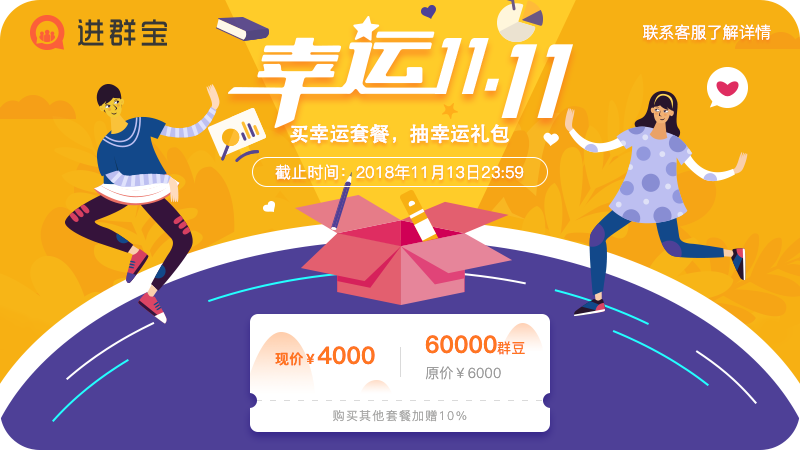 进群宝
联系客服了解详情
幸运11.11
买幸运套餐，抽幸运礼包
截止时间：2018年11月13日23:59
现价￥4000
60000群豆
原价￥6000
购买其他套餐加赠10%